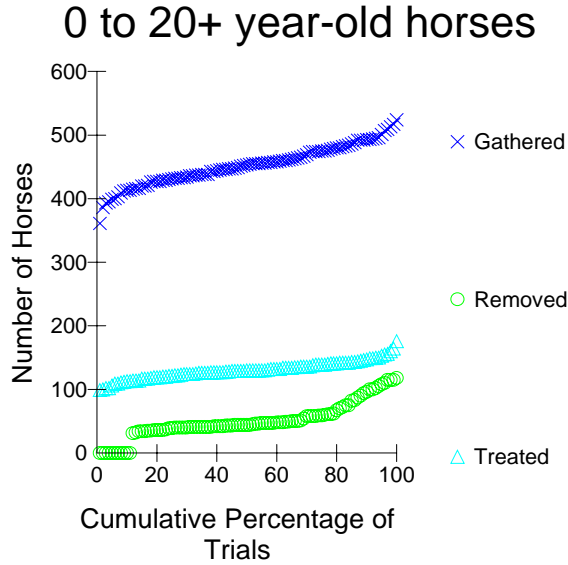 0 to 20+ year-old horses
600
500
400
300
200
100
0
0 20 40 60 80 100
Number of Horses
Cumulative Percentage of
Trials
Gathered
Removed
Treated